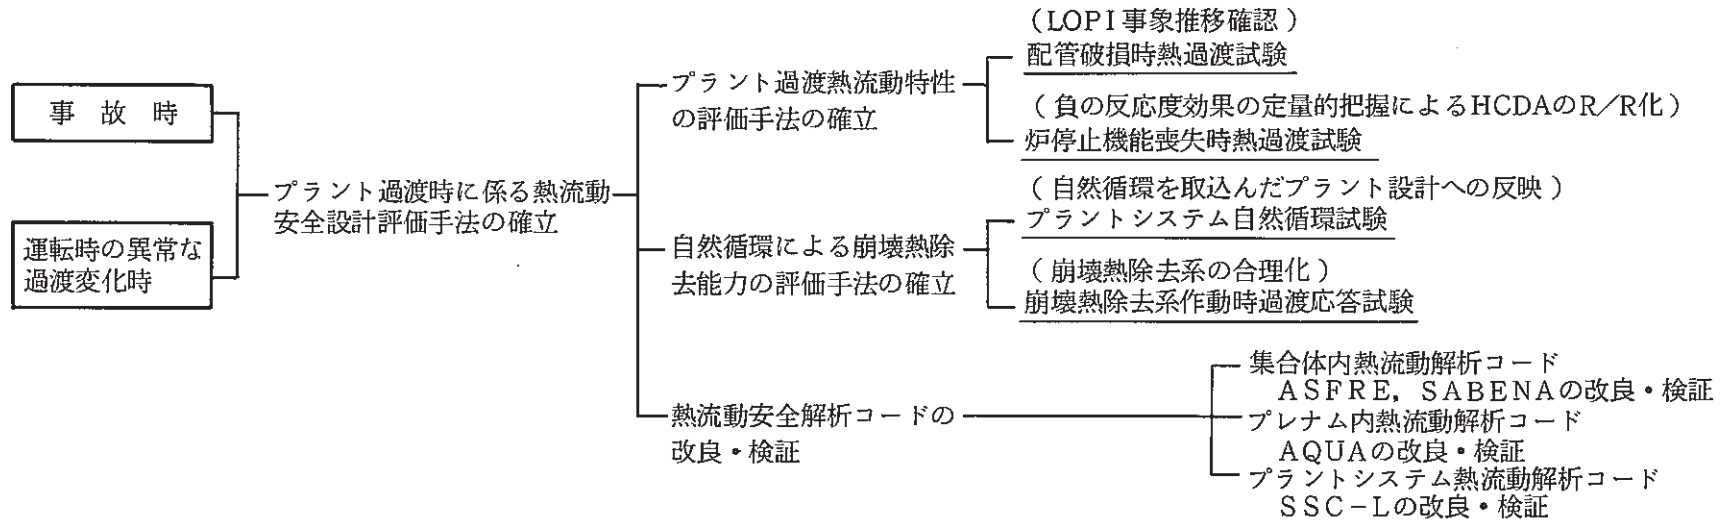 事故時
運転時の異常な
過渡変化時
プラント過渡時に係る熱流動
安全設計評価手法の確立
プラント過渡熱流動特性
の評価手法の確立
(LOPI事象推移確認)
配管破損時熱過渡試験
(負の反応度効果の定量的把握によるHCDAのR/R化)
炉停止機能喪失時熱過渡試験
自然循環による崩壊熱除
去能力の評価手法の確立
(自然循環を取込んだプラント設計への反映)
プラントシステム自然循環試験
(崩壊熱除去系の合理化)
崩壊熱除去系作動時過渡応答試験
熱流動安全解析コードの
改良・検証
集合体内熱流動解析コード
ASFRE, SABENAの改良・検証
プレナム内熱流動解析コード
AQUAの改良・検証
プラントシステム熱流動解析コード
SSC-Lの改良・検証